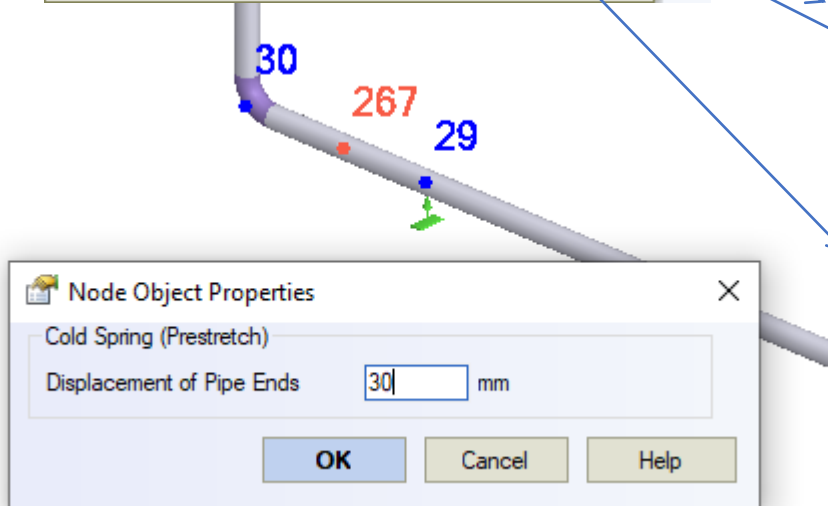 30
267
29
Node Object Properties
Cold Spring (Prestretch)
Displacement of Pipe Ends 30 mm
OK Cancel Help